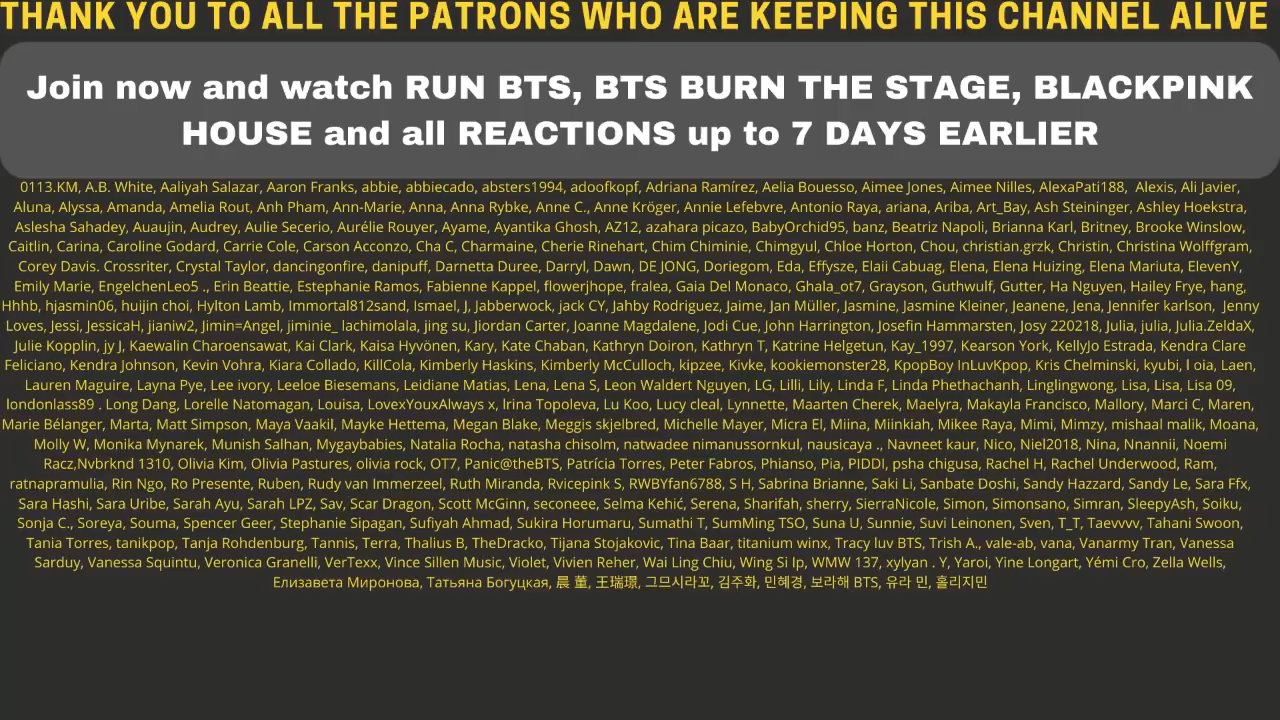 THANK YOU TO ALL THE PATRONS WHO ARE KEEPING THIS CHANNEL ALIVE
Join now and watch RUN BTS, BTS BURN THE STAGE, BLACKPINK
HOUSE and all REACTIONS up to 7 DAYS EARLIER
0113.KM, A.B. White, Aaliyah Salazar, Aaron Franks, abbie, abbiecado, absters1994, adoofkopf, Adriana Ramírez, Aelia Bouesso, Aimee Jones, Aimee Nilles, AlexaPati188, Alexis, Ali Javier,
Aluna, Alyssa, Amanda, Amelia Rout, Anh Pham, Ann-Marie, Anna, Anna Rybke, Anne C., Anne Kröger, Annie Lefebvre, Antonio Raya, ariana, Ariba, Art_Bay, Ash Steininger, Ashley Hoekstra,
Aslesha Sahadey, Auaujin, Audrey, Aulie Secerio, Aurélie Rouyer, Ayame, Ayantika Ghosh, AZ12, azahara picazo, BabyOrchid95, banz, Beatriz Napoli, Brianna Karl, Britney, Brooke Winslow,
Caitlin, Carina, Caroline Godard, Carrie Cole, Carson Acconzo, Cha C, Charmaine, Cherie Rinehart, Chim Chiminie, Chimgyul, Chloe Horton, Chou, christian.grzk, Christin, Christina Wolffgram,
Corey Davis. Crossriter, Crystal Taylor, dancingonfire, danipuff, Darnetta Duree, Darryl, Dawn, DE JONG, Doriegom, Eda, Effysze, Elaii Cabuag, Elena, Elena Huizing, Elena Mariuta, ElevenY,
Emily Marie, EngelchenLeo5 ., Erin Beattie, Estephanie Ramos, Fabienne Kappel, flowerjhope, fralea, Gaia Del Monaco, Ghala_ot7, Grayson, Guthwulf, Gutter, Ha Nguyen, Hailey Frye, hang,
Hhhb, hjasmin06, huijin choi, Hylton Lamb, Immortal812sand, Ismael, J, Jabberwock, jack CY, Jahby Rodriguez, Jaime, Jan Müller, Jasmine, Jasmine Kleiner, Jeanene, Jena, Jennifer karlson, Jenny
Loves, Jessi, JessicaH, jianiw2, Jimin=Angel, jiminie_ lachimolala, jing su, Jiordan Carter, Joanne Magdalene, Jodi Cue, John Harrington, Josefin Hammarsten, Josy 220218, Julia, julia, Julia.ZeldaX,
Julie Kopplin, jy J, Kaewalin Charoensawat, Kai Clark, Kaisa Hyvönen, Kary, Kate Chaban, Kathryn Doiron, Kathryn T, Katrine Helgetun, Kay_1997, Kearson York, KellyJo Estrada, Kendra Clare
Feliciano, Kendra Johnson, Kevin Vohra, Kiara Collado, KillCola, Kimberly Haskins, Kimberly McCulloch, kipzee, Kivke, kookiemonster28, KpopBoy InLuvKpop, Kris Chelminski, kyubi, l oia, Laen,
Lauren Maguire, Layna Pye, Lee ivory, Leeloe Biesemans, Leidiane Matias, Lena, Lena S, Leon Waldert Nguyen, LG, Lilli, Lily, Linda F, Linda Phethachanh, Linglingwong, Lisa, Lisa, Lisa 09,
londonlass89 . Long Dang, Lorelle Natomagan, Louisa, LovexYouxAlways x, lrina Topoleva, Lu Koo, Lucy cleal, Lynnette, Maarten Cherek, Maelyra, Makayla Francisco, Mallory, Marci C, Maren,
Marie Bélanger, Marta, Matt Simpson, Maya Vaakil, Mayke Hettema, Megan Blake, Meggis skjelbred, Michelle Mayer, Micra El, Miina, Miinkiah, Mikee Raya, Mimi, Mimzy, mishaal malik, Moana,
Molly W, Monika Mynarek, Munish Salhan, Mygaybabies, Natalia Rocha, natasha chisolm, natwadee nimanussornkul, nausicaya ., Navneet kaur, Nico, Niel2018, Nina, Nnannii, Noemi
Racz,Nvbrknd 1310, Olivia Kim, Olivia Pastures, olivia rock, OT7, Panic@theBTS, Patrícia Torres, Peter Fabros, Phianso, Pia, PIDDI, psha chigusa, Rachel H, Rachel Underwood, Ram,
ratnapramulia, Rin Ngo, Ro Presente, Ruben, Rudy van Immerzeel, Ruth Miranda, Rvicepink S, RWBYfan6788, S H, Sabrina Brianne, Saki Li, Sanbate Doshi, Sandy Hazzard, Sandy Le, Sara Ffx,
Sara Hashi, Sara Uribe, Sarah Ayu, Sarah LPZ, Sav, Scar Dragon, Scott McGinn, seconeee, Selma Kehić, Serena, Sharifah, sherry, SierraNicole, Simon, Simonsano, Simran, SleepyAsh, Soiku,
Sonja C., Soreya, Souma, Spencer Geer, Stephanie Sipagan, Sufiyah Ahmad, Sukira Horumaru, Sumathi T, SumMing TSO, Suna U, Sunnie, Suvi Leinonen, Sven, T_T, Taevvvv, Tahani Swoon,
Tania Torres, tanikpop, Tanja Rohdenburg, Tannis, Terra, Thalius B, TheDracko, Tijana Stojakovic, Tina Baar, titanium winx, Tracy luv BTS, Trish A., vale-ab, vana, Vanarmy Tran, Vanessa
Sarduy, Vanessa Squintu, Veronica Granelli, VerTexx, Vince Sillen Music, Violet, Vivien Reher, Wai Ling Chiu, Wing Si Ip, WMW 137, xylyan . Y, Yaroi, Yine Longart, Yémi Cro, Zella Wells,
Елизавета Миронова, Татьяна Богуцкая, 晨 董, 王瑞璟, 그므시라꼬, 김주화, 민혜경, 보라해 BTS, 유라 민, 홀리지민